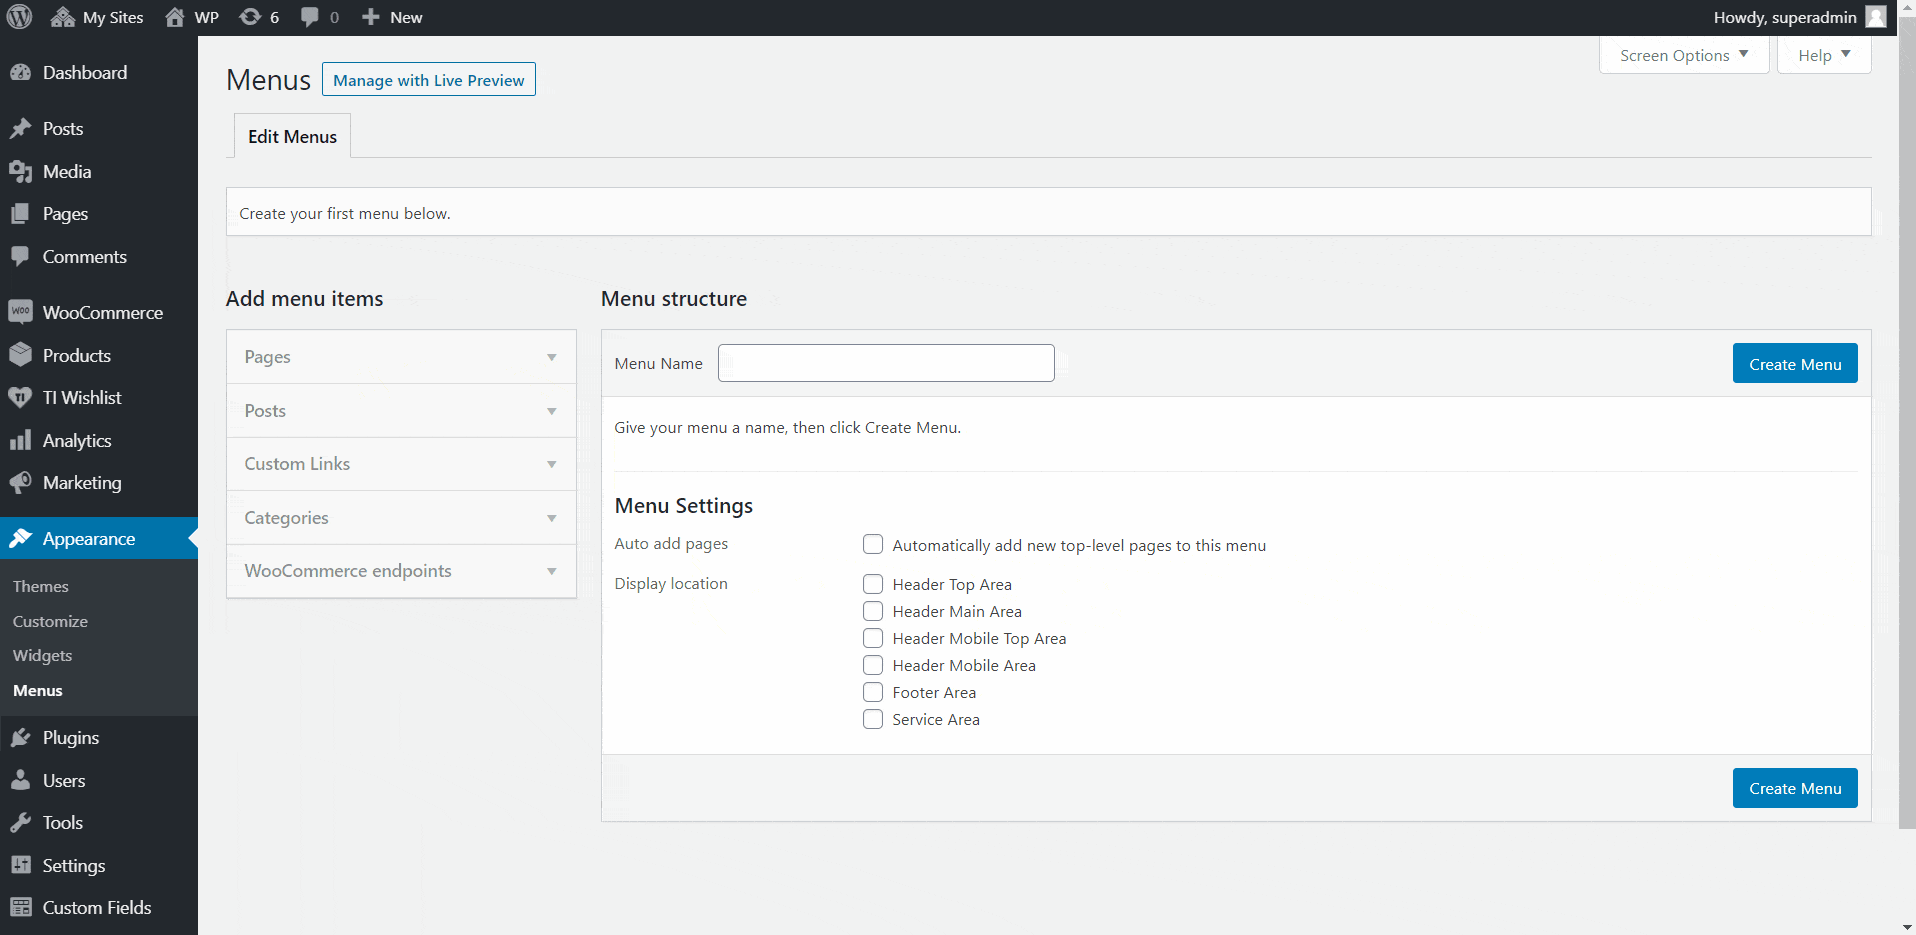 My Sites WP 6 0 New Howdy, superadmin
Screen Options Help
Dashboard
Posts
Media
Pages
Comments
WOO WooCommerce
Products
TI TI Wishlist
Analytics
Marketing
Appearance
Themes
Customize
Widgets
Menus
Plugins
Users
Tools
Settings
Custom Fields
Menus Manage with Live Preview
Edit Menus
Create your first menu below.
Add menu items
Pages
Posts
Custom Links
Categories
WooCommerce endpoints
Menu structure
Menu Name Create Menu
Give your menu a name, then click Create Menu.
Menu Settings
Auto add pages Automatically add new top-level pages to this menu
Display location Header Top Area
Header Main Area
Header Mobile Top Area
Header Mobile Area
Footer Area
Service Area
Create Menu